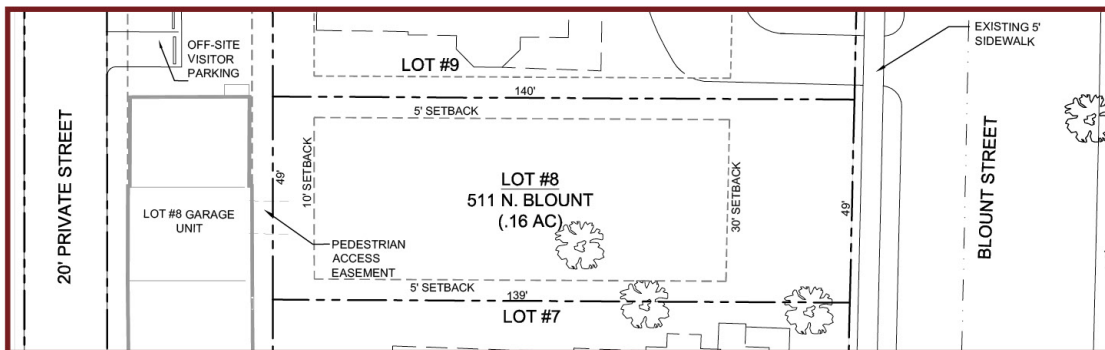 OFF-SITE
VISITOR
PARKING
LOT #9
EXISTING 5'
SIDEWALK
140'
5' SETBACK
20' PRIVATE STREET
LOT #8 GARAGE
UNIT
49'
10' SETBACK
PEDESTRIAN
ACCESS
EASEMENT
LOT #8
511 N. BLOUNT
(.16 AC)
30' SETBACK
49'
BLOUNT STREET
5' SETBACK
139'
LOT #7